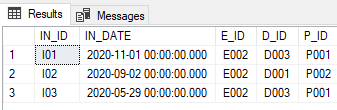 Results Messages
IN_ID IN_DATE E_ID D_ID P_ID
1 I01 2020-11-01 00:00:00.000 E002 D003 P001
2 I02 2020-09-02 00:00:00.000 E002 D001 P002
3 I03 2020-05-29 00:00:00.000 E003 D003 P001